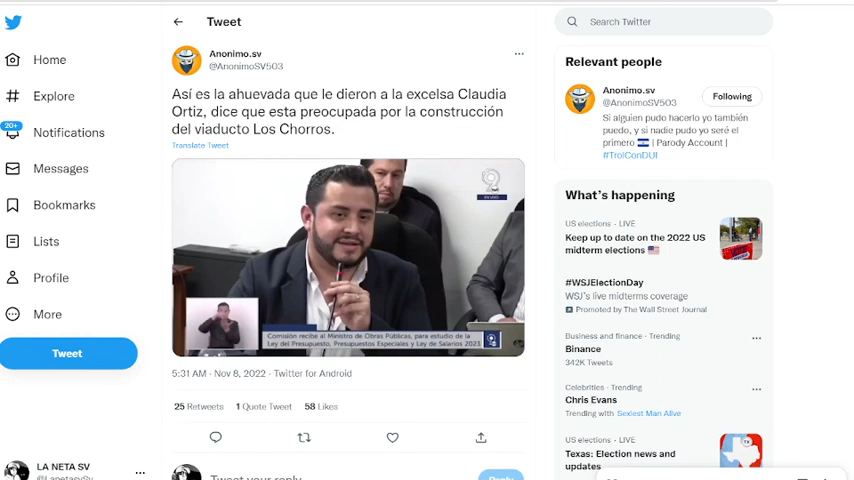 Tweet
Search Twitter
Home
Explore
20+
Notifications
Messages
Bookmarks
Lists
Profile
More
Tweet
LA NETA SV
@LanetasvSv
Anonimo.sv
@AnonimoSV503
Así es la ahuevada que le dieron a la excelsa Claudia
Ortiz, dice que esta preocupada por la construcción
del viaducto Los Chorros.
Translate Tweet
EN VIVO
Comisión recibe al Ministro de Obras Públicas, para estudio de la
Ley del Presupuesto, Presupuestos Especiales y Ley de Salarios 2023
5:31 AM · Nov 8, 2022 · Twitter for Android
25 Retweets 1 Quote Tweet 58 Likes
Tweet your reply
Reply
Relevant people
Anonimo.sv
@AnonimoSV503
Following
Si alguien pudo hacerlo yo también
puedo, y si nadie pudo yo seré el
primero | Parody Account |
#TrolConDUI
What's happening
US elections · LIVE
Keep up to date on the 2022 US
midterm elections
#WSJElectionDay
WSJ's live midterms coverage
Promoted by The Wall Street Journal
Business and finance · Trending
Binance
342K Tweets
Celebrities · Trending
Chris Evans
Trending with Sexiest Man Alive
US elections · LIVE
Texas: Election news and
updates